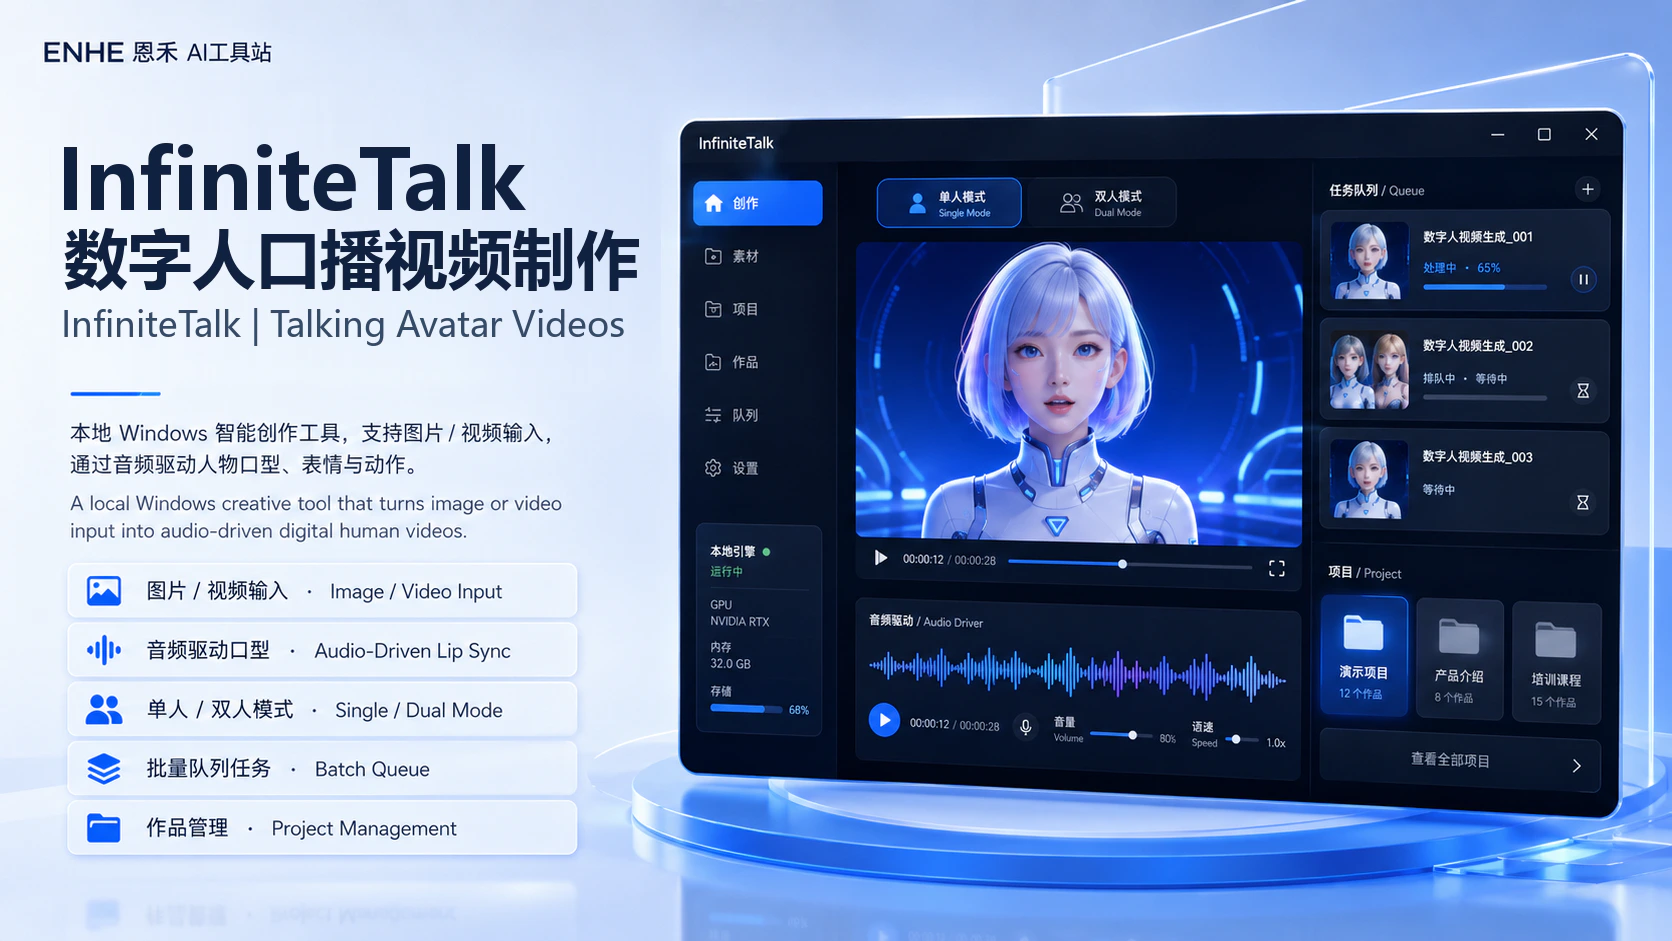 ENHE 恩禾 AI工具站
InfiniteTalk
数字人口播视频制作
InfiniteTalk | Talking Avatar Videos
本地 Windows 智能创作工具，支持图片 / 视频输入，
通过音频驱动人物口型、表情与动作。
A local Windows creative tool that turns image or video
input into audio-driven digital human videos.
图片 / 视频输入 · Image / Video Input
音频驱动口型 · Audio-Driven Lip Sync
单人 / 双人模式 · Single / Dual Mode
批量队列任务 · Batch Queue
作品管理 · Project Management
InfiniteTalk
创作
素材
项目
作品
队列
设置
本地引擎
运行中
GPU
NVIDIA RTX
内存
32.0 GB
存储
68%
单人模式
Single Mode
双人模式
Dual Mode
00:00:12 / 00:00:28
音频驱动 / Audio Driver
00:00:12 / 00:00:28
音量
Volume
80%
语速
Speed
1.0x
任务队列 / Queue
数字人视频生成_001
处理中 · 65%
数字人视频生成_002
排队中 · 等待中
数字人视频生成_003
等待中
项目 / Project
演示项目
12 个作品
产品介绍
8 个作品
培训课程
15 个作品
查看全部项目